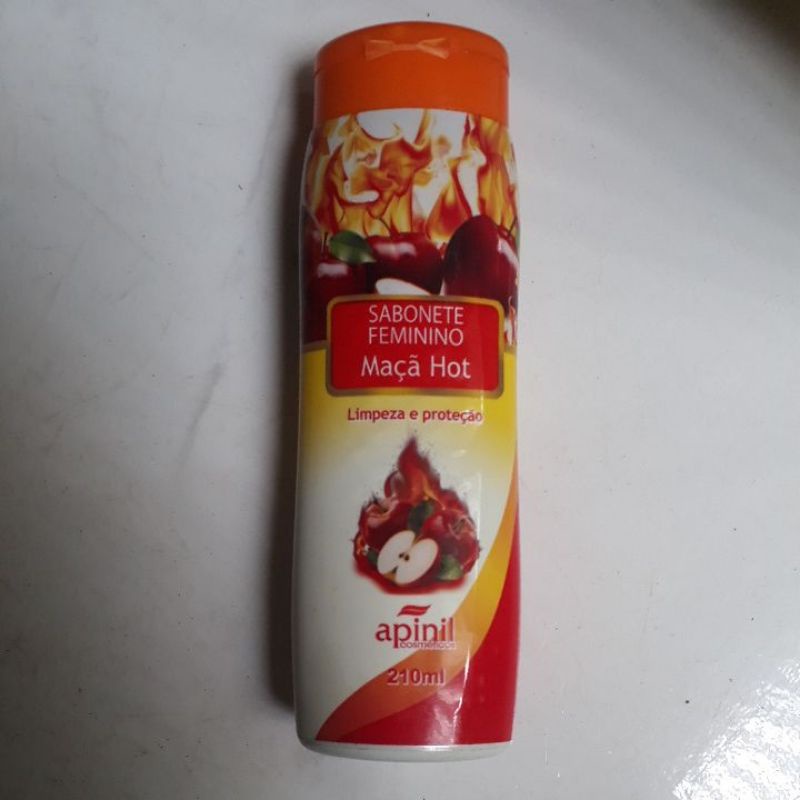 SABONETE
FEMININO
Maçã Hot
Limpeza e proteção
apinil
cosméticos
210ml